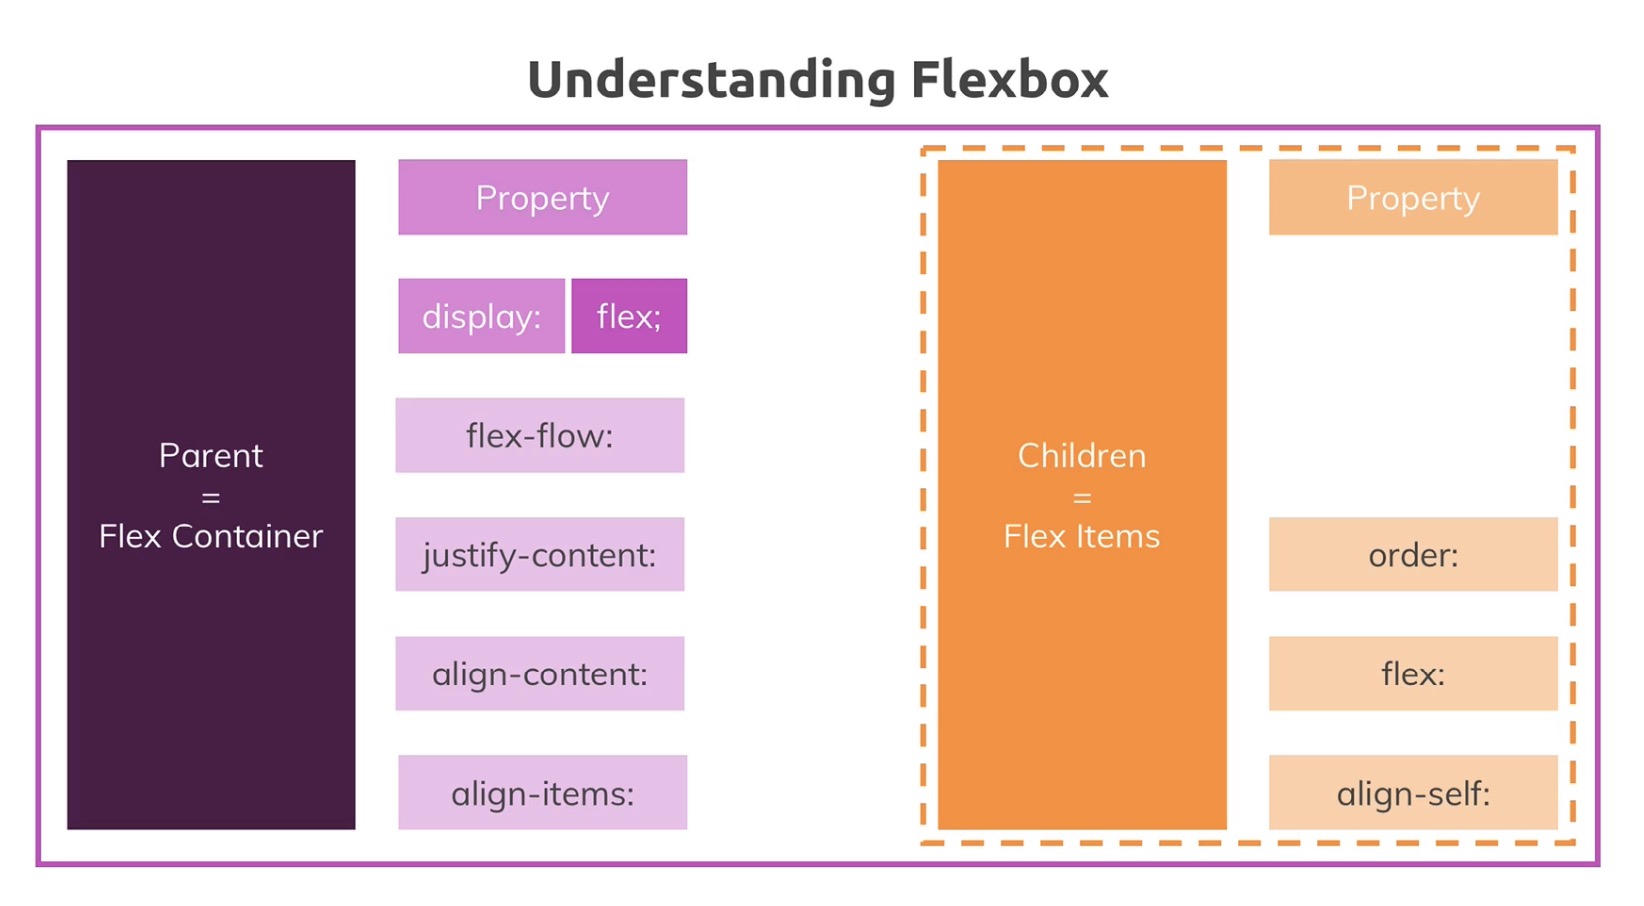 Understanding Flexbox
Parent
=
Flex Container
Property
display: flex;
flex-flow:
justify-content:
align-content:
align-items:
Children
=
Flex Items
Property
order:
flex:
align-self: